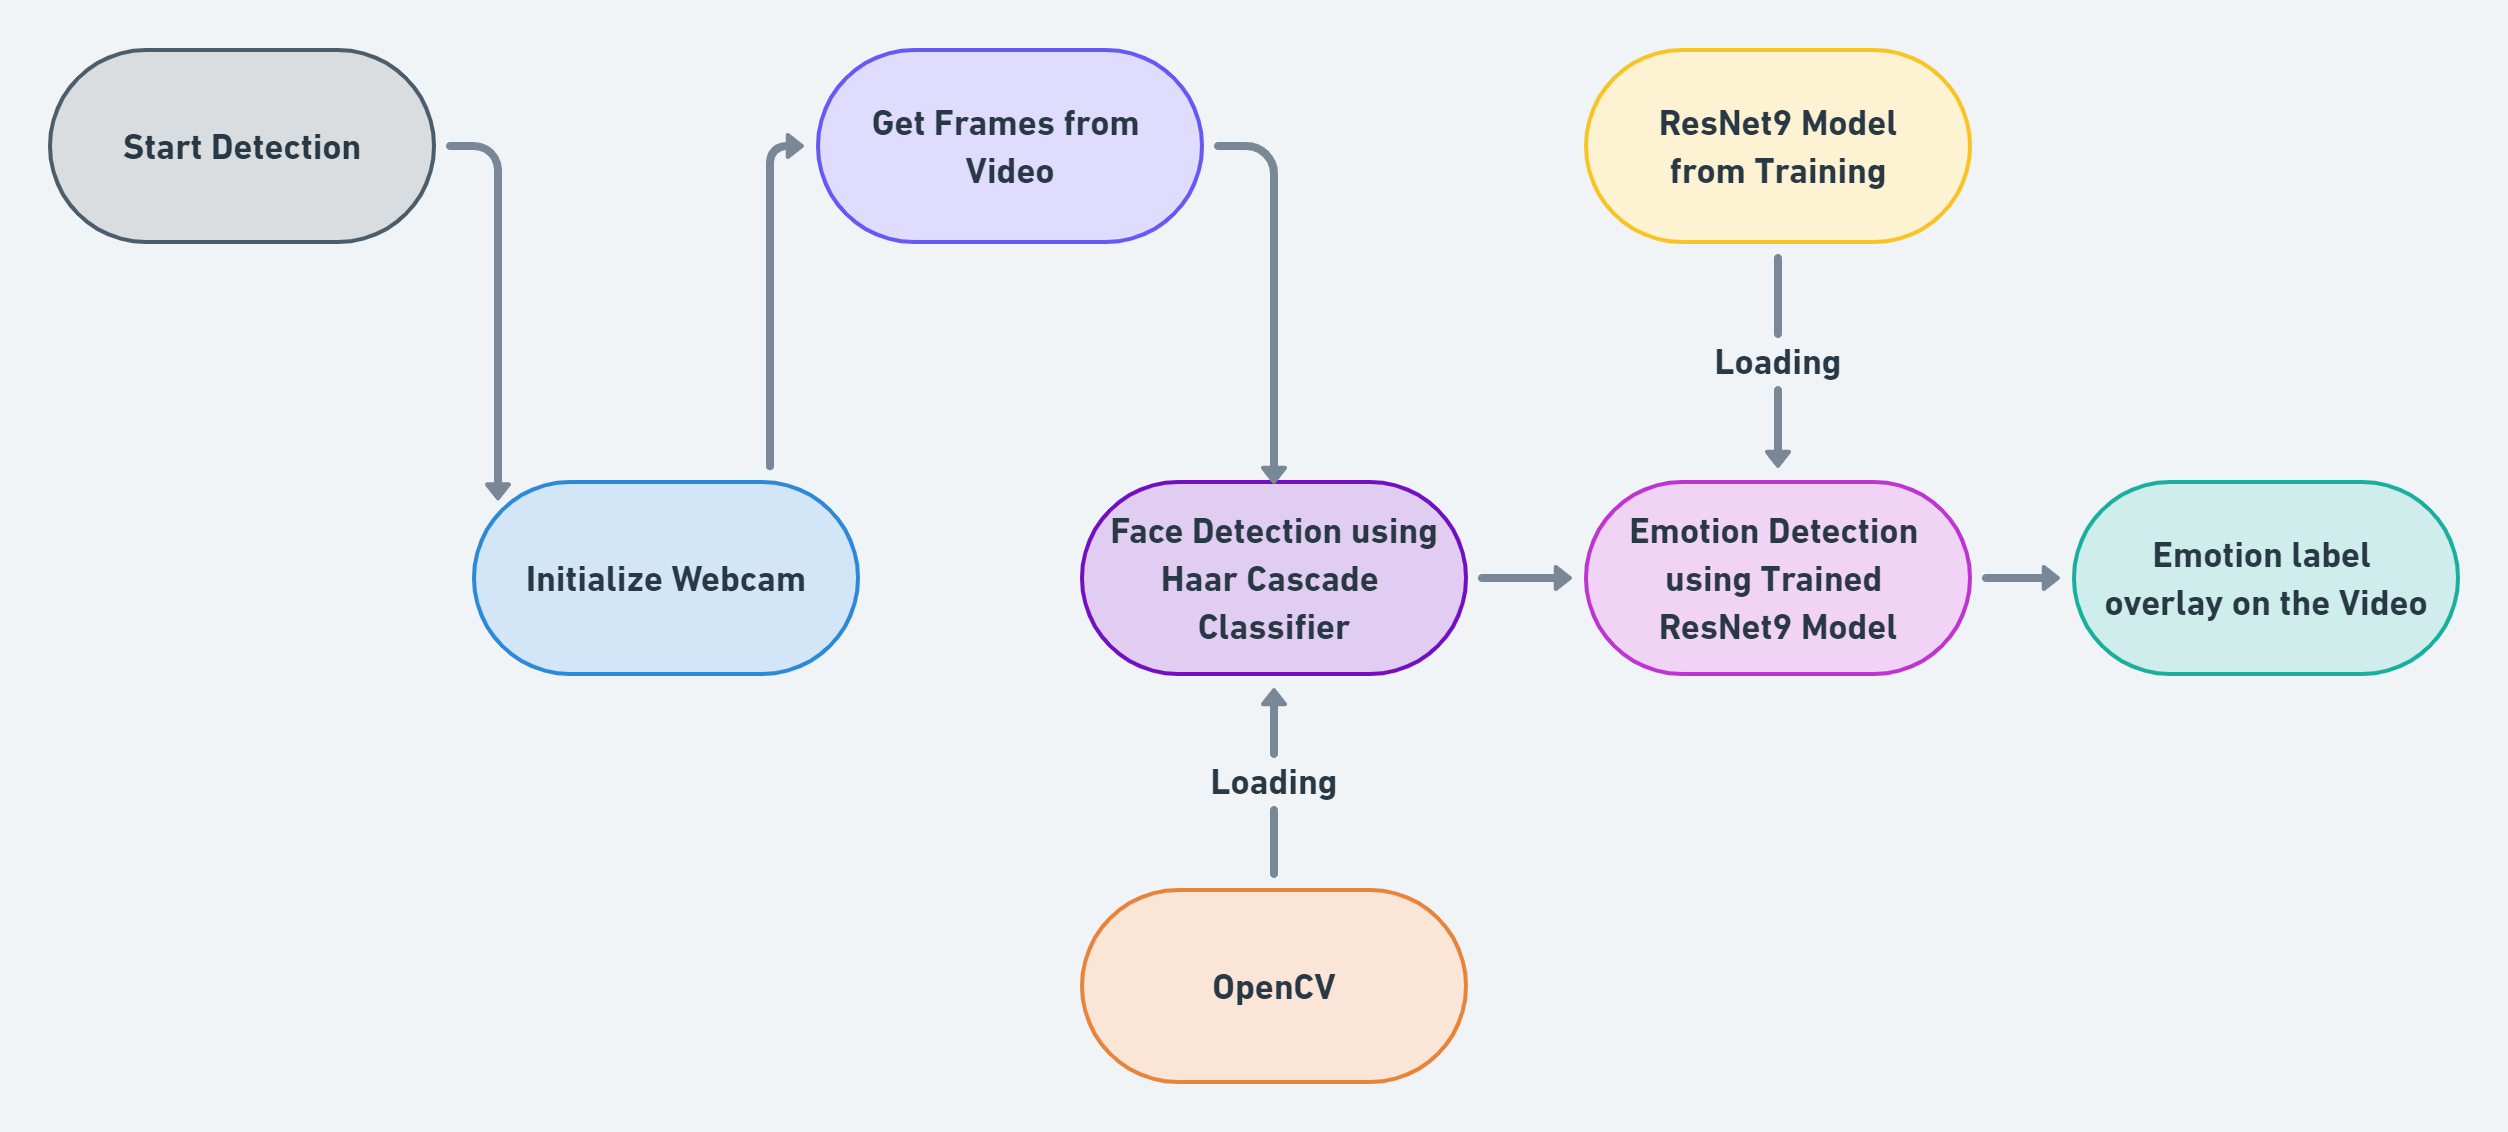 Start Detection
Get Frames from
Video
ResNet9 Model
from Training
Loading
Initialize Webcam
Face Detection using
Haar Cascade
Classifier
Emotion Detection
using Trained
ResNet9 Model
Emotion label
overlay on the Video
Loading
OpenCV